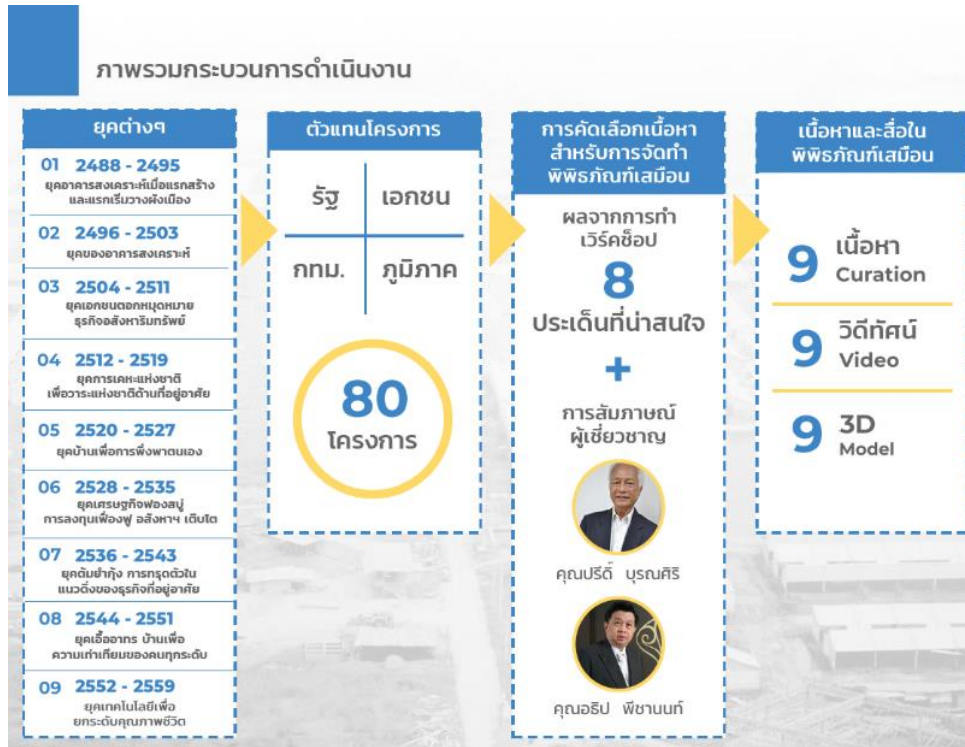 ภาพรวมกระบวนการดำเนินงาน
ยุคต่างๆ
01 2488 - 2495
ยุคอาคารสงเคราะห์เมื่อแรกสร้าง
และแรกเริ่มวางผังเมือง
02 2496 - 2503
ยุคของอาคารสงเคราะห์
03 2504 - 2511
ยุคเอกชนตอกหมุดหมาย
ธุรกิจอสังหาริมทรัพย์
04 2512 - 2519
ยุคการเคหะแห่งชาติ
เพื่อวาระแห่งชาติด้านที่อยู่อาศัย
05 2520 - 2527
ยุคบ้านเพื่อการพึ่งพาตนเอง
06 2528 - 2535
ยุคเศรษฐกิจฟองสบู่
การลงทุนเฟื่องฟู อสังหาฯ เติบโต
07 2536 - 2543
ยุคต้มยำกุ้ง การทรุดตัวใน
แนวดิ่งของธุรกิจที่อยู่อาศัย
08 2544 - 2551
ยุคเอื้ออาทร บ้านเพื่อ
ความเท่าเทียมของคนทุกระดับ
09 2552 - 2559
ยุคเทคโนโลยีเพื่อ
ยกระดับคุณภาพชีวิต
ตัวแทนโครงการ
รัฐ เอกชน
กทม. ภูมิภาค
80
โครงการ
การคัดเลือกเนื้อหา
สำหรับการจัดทำ
พิพิธภัณฑ์เสมือน
ผลจากการทำ
เวิร์คช็อป
8
ประเด็นที่น่าสนใจ
+
การสัมภาษณ์
ผู้เชี่ยวชาญ
คุณปรีดิ์ บุรณศิริ
คุณอธิป พีชานนท์
เนื้อหาและสื่อใน
พิพิธภัณฑ์เสมือน
9 เนื้อหา
Curation
9 วิดีทัศน์
Video
9 3D
Model